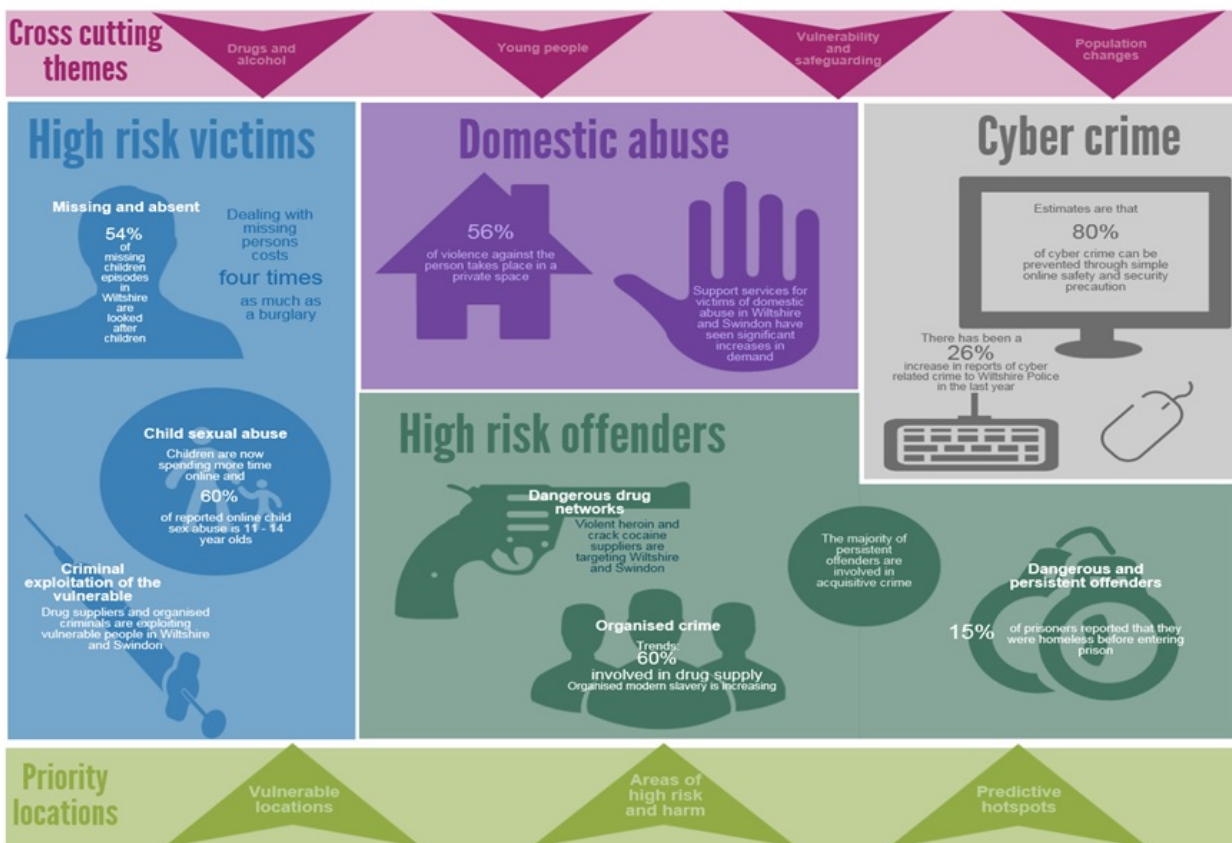 Cross cutting
themes
Drugs and
alcohol
Young people
Vulnerability
and
safeguarding
Population
changes
High risk victims
Missing and absent
54%
of
missing
children
episodes
in
Wiltshire
are
looked
after
children
Dealing with
missing
persons
costs
four times
as much as
a burglary
Child sexual abuse
Children are now
spending more time
online and
60%
of reported online child
sex abuse is 11 - 14
year olds
Criminal
exploitation of the
vulnerable
Drug suppliers and organised
criminals are exploiting
vulnerable people in Wiltshire
and Swindon
Domestic abuse
56%
of violence against the
person takes place in a
private space
Support services for
victims of domestic
abuse in Wiltshire
and Swindon have
seen significant
increases in
demand
Cyber crime
Estimates are that
80%
of cyber crime can be
prevented through simple
online safety and security
precaution
There has been a
26%
increase in reports of cyber
related crime to Wiltshire Police
in the last year
High risk offenders
Dangerous drug
networks
Violent heroin and
crack cocaine
suppliers are
targeting Wiltshire
and Swindon
Organised crime
Trends:
60%
involved in drug supply
Organised modern slavery is increasing
The majority of
persistent
offenders are
involved in
acquisitive crime
Dangerous and
persistent offenders
15% of prisoners reported that they
were homeless before entering
prison
Priority
locations
Vulnerable
locations
Areas of
high risk
and harm
Predictive
hotspots